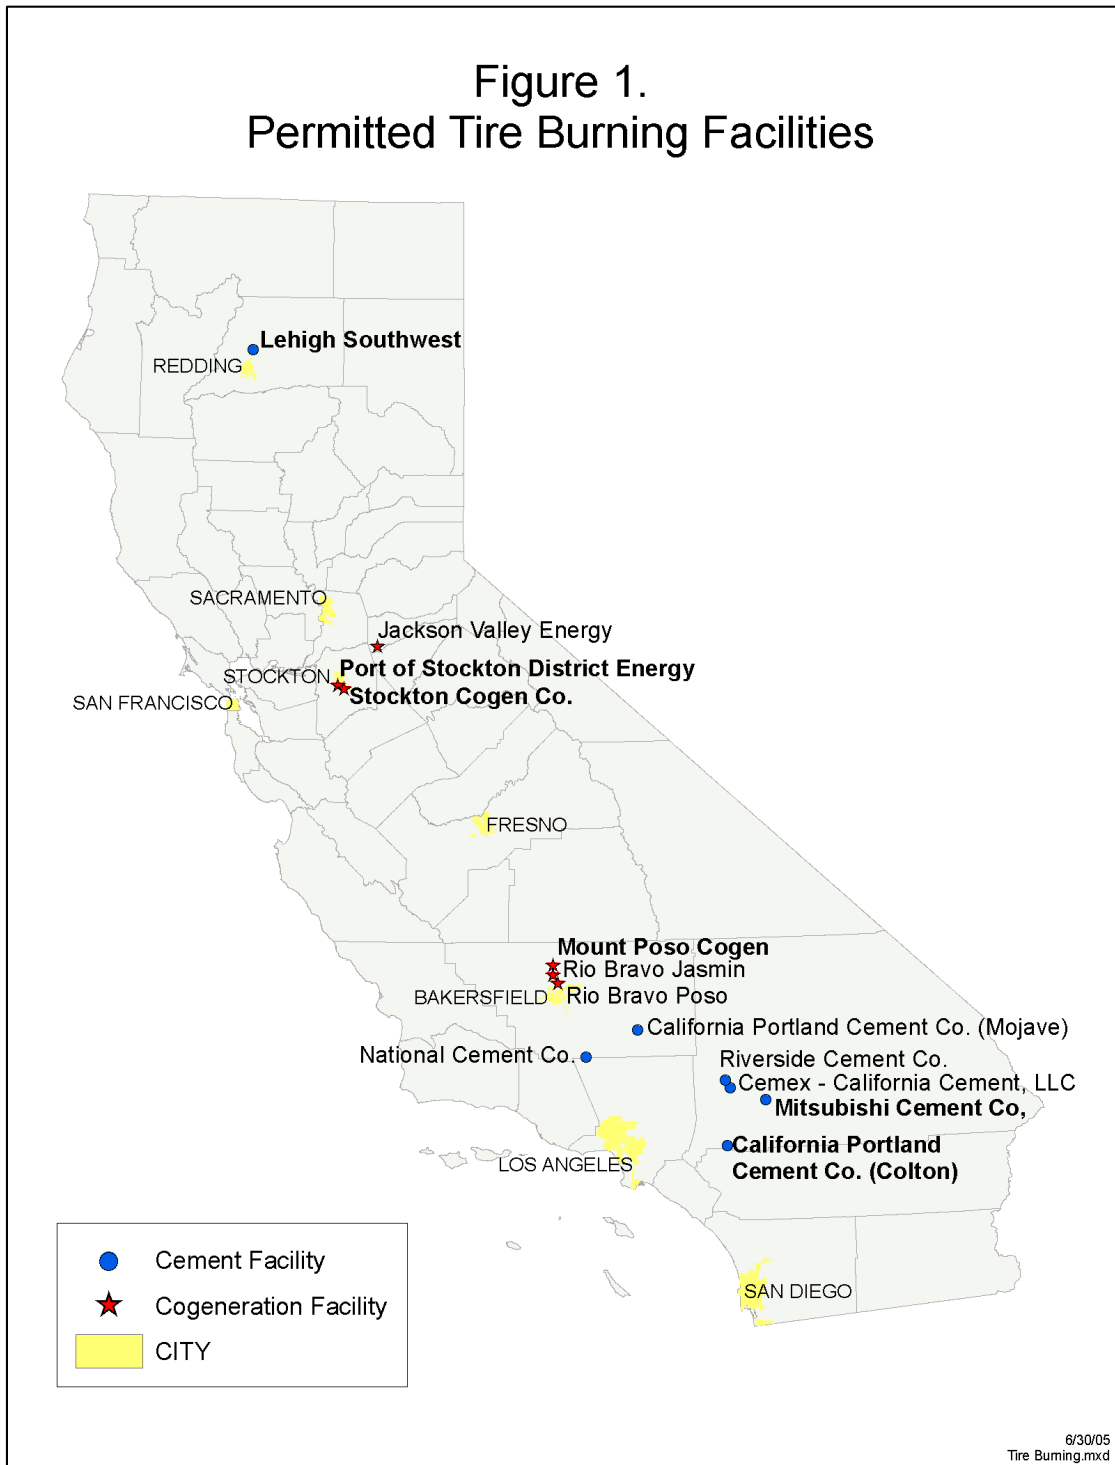 Figure 1.
Permitted Tire Burning Facilities
Lehigh Southwest
REDDING
SACRAMENTO
Jackson Valley Energy
STOCKTON
Port of Stockton District Energy
Stockton Cogen Co.
SAN FRANCISCO
FRESNO
Mount Poso Cogen
Rio Bravo Jasmin
BAKERSFIELD
Rio Bravo Poso
California Portland Cement Co. (Mojave)
National Cement Co.
Riverside Cement Co.
Cemex - California Cement, LLC
Mitsubishi Cement Co,
California Portland
Cement Co. (Colton)
LOS ANGELES
SAN DIEGO
Cement Facility
Cogeneration Facility
CITY
6/30/05
Tire Burning.mxd